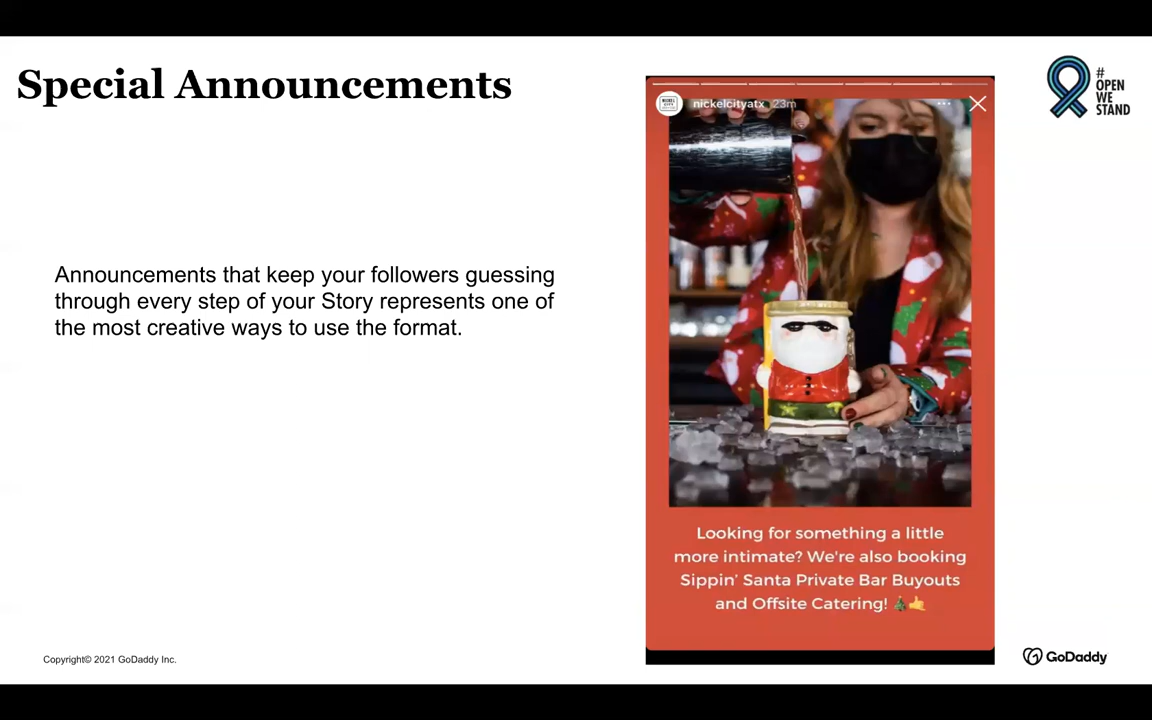 Special Announcements
#
OPEN
WE
STAND
Announcements that keep your followers guessing
through every step of your Story represents one of
the most creative ways to use the format.
nickelcityatx 23m
Looking for something a little
more intimate? We're also booking
Sippin' Santa Private Bar Buyouts
and Offsite Catering! 🎄🤙
Copyright© 2021 GoDaddy Inc.
GoDaddy